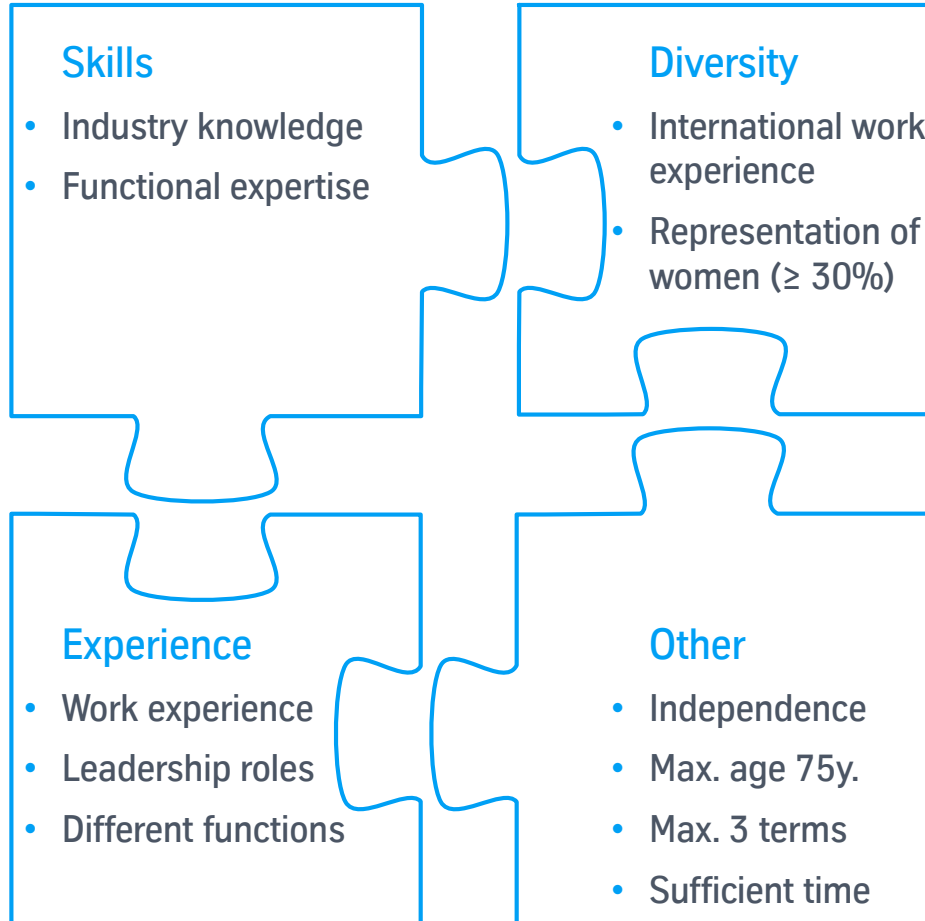 Skills
• Industry knowledge
• Functional expertise
Diversity
• International work
experience
• Representation of
women (≥ 30%)
Experience
• Work experience
• Leadership roles
• Different functions
Other
• Independence
• Max. age 75y.
• Max. 3 terms
• Sufficient time